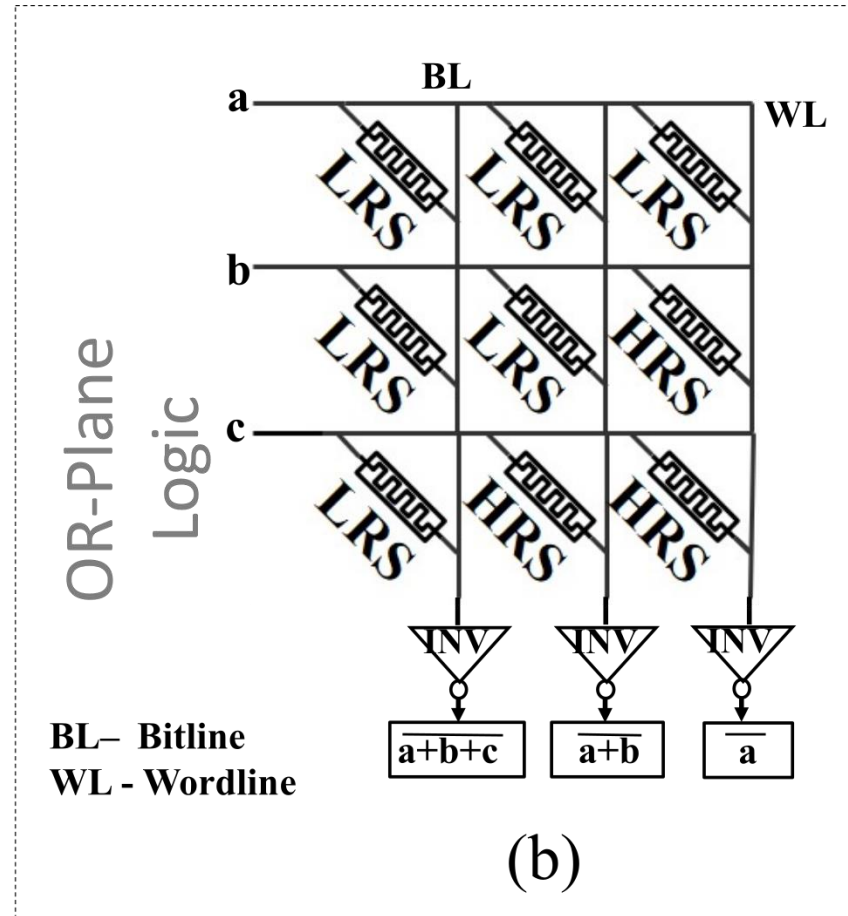 BL
a
WL
LRS LRS LRS
b
LRS LRS HRS
c
LRS HRS HRS
OR-Plane
Logic
INV INV INV
a+b+c a+b a
BL– Bitline
WL - Wordline
(b)